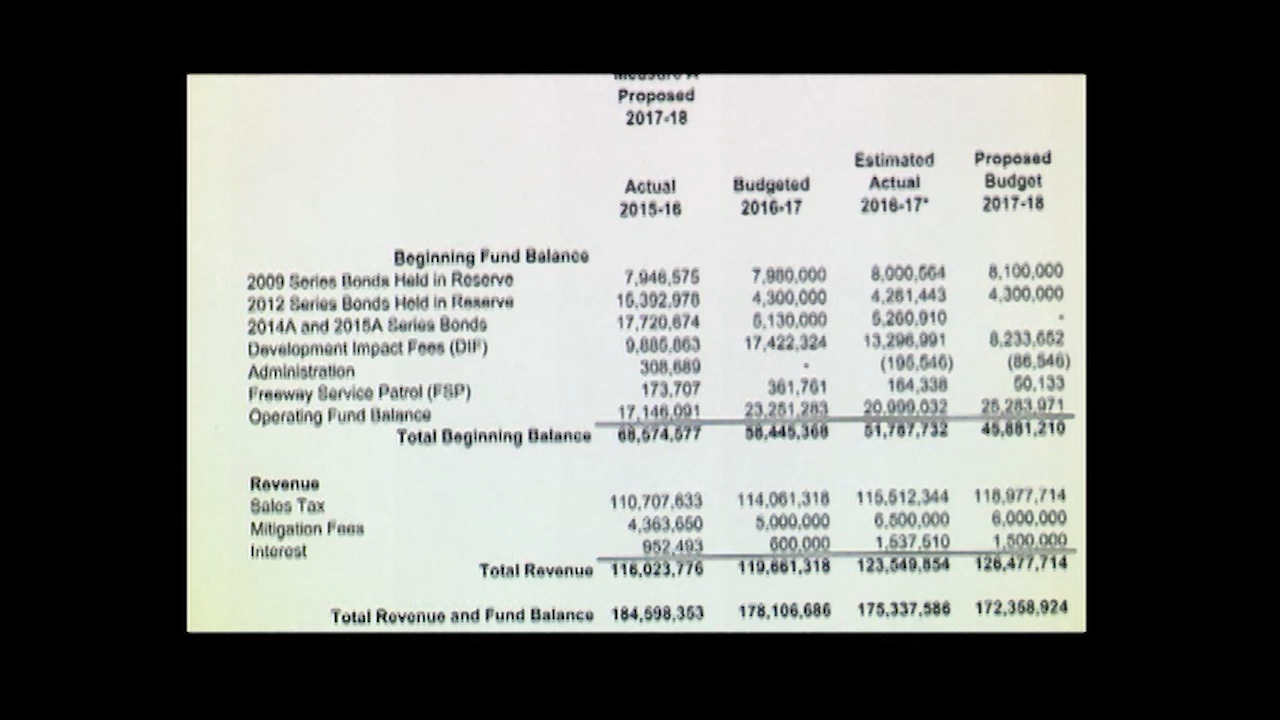 Proposed
2017-18
Estimated Proposed
Actual Budgeted Actual Budget
2015-16 2016-17 2016-17* 2017-18
Beginning Fund Balance
2009 Series Bonds Held in Reserve 7,946,575 7,980,000 8,000,564 8,100,000
2012 Series Bonds Held in Reserve 15,392,978 4,300,000 4,261,443 4,300,000
2014A and 2015A Series Bonds 17,720,674 5,130,000 5,260,910 -
Development Impact Fees (DIF) 9,885,863 17,422,324 13,296,991 8,233,652
Administration 308,689 - (195,546) (86,546)
Freeway Service Patrol (FSP) 173,707 361,761 164,338 50,133
Operating Fund Balance 17,146,091 23,251,283 20,999,032 25,283,971
Total Beginning Balance 68,574,577 58,445,368 51,787,732 45,881,210
Revenue
Sales Tax 110,707,633 114,061,318 115,512,344 118,977,714
Mitigation Fees 4,363,650 5,000,000 6,500,000 6,000,000
Interest 952,493 600,000 1,537,510 1,500,000
Total Revenue 116,023,776 119,661,318 123,549,854 126,477,714
Total Revenue and Fund Balance 184,598,353 178,106,686 175,337,586 172,358,924